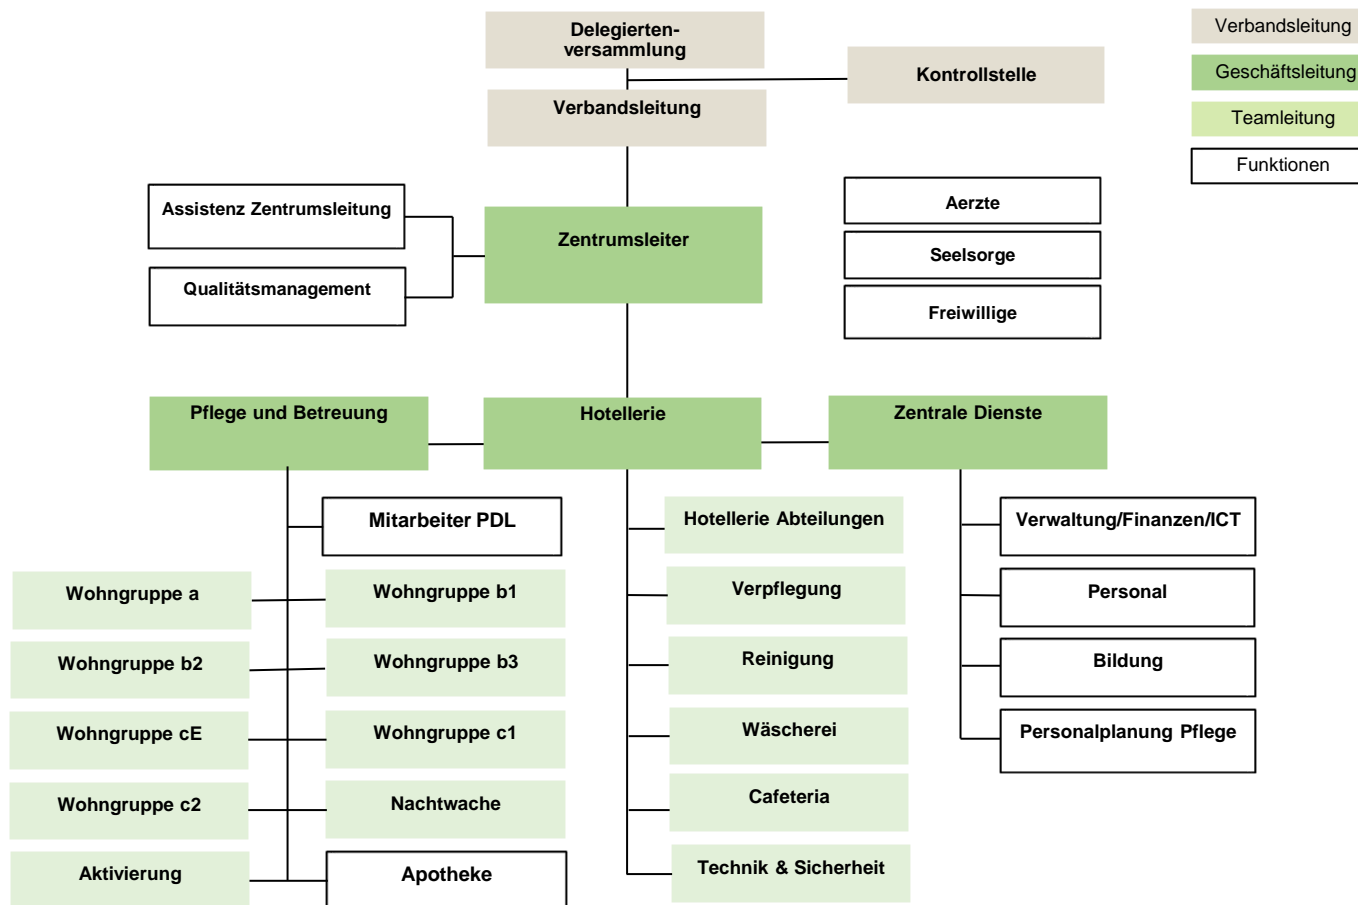 Delegierten-
versammlung
Kontrollstelle
Verbandsleitung
Verbandsleitung
Geschäftsleitung
Teamleitung
Funktionen
Assistenz Zentrumsleitung
Qualitätsmanagement
Zentrumsleiter
Aerzte
Seelsorge
Freiwillige
Pflege und Betreuung
Hotellerie
Zentrale Dienste
Mitarbeiter PDL
Wohngruppe a
Wohngruppe b1
Wohngruppe b2
Wohngruppe b3
Wohngruppe cE
Wohngruppe c1
Wohngruppe c2
Nachtwache
Aktivierung
Apotheke
Hotellerie Abteilungen
Verpflegung
Reinigung
Wäscherei
Cafeteria
Technik & Sicherheit
Verwaltung/Finanzen/ICT
Personal
Bildung
Personalplanung Pflege